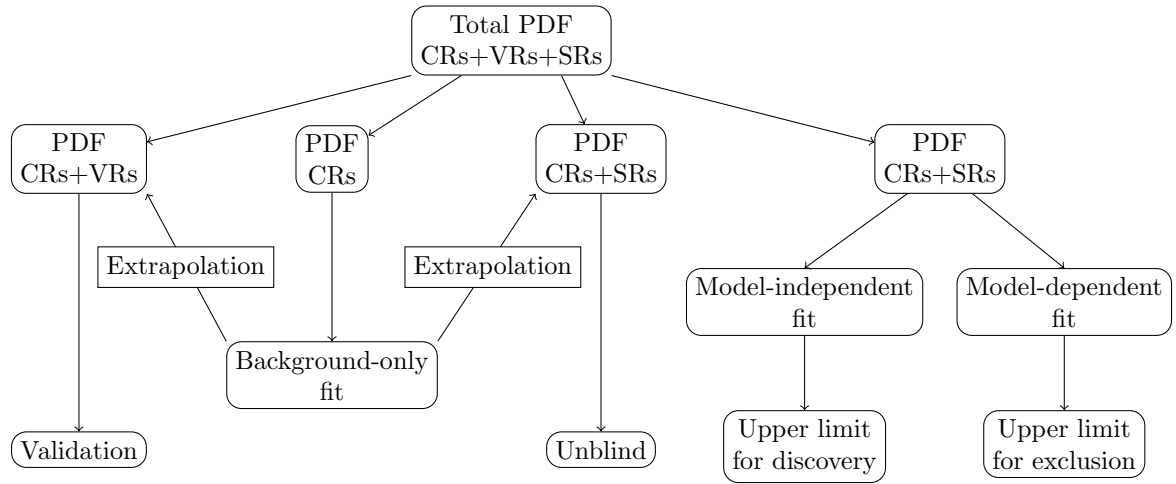 Total PDF
CRs+VRs+SRs
PDF
CRs+VRs
PDF
CRs
PDF
CRs+SRs
PDF
CRs+SRs
Extrapolation
Extrapolation
Model-independent
fit
Model-dependent
fit
Background-only
fit
Validation
Unblind
Upper limit
for discovery
Upper limit
for exclusion